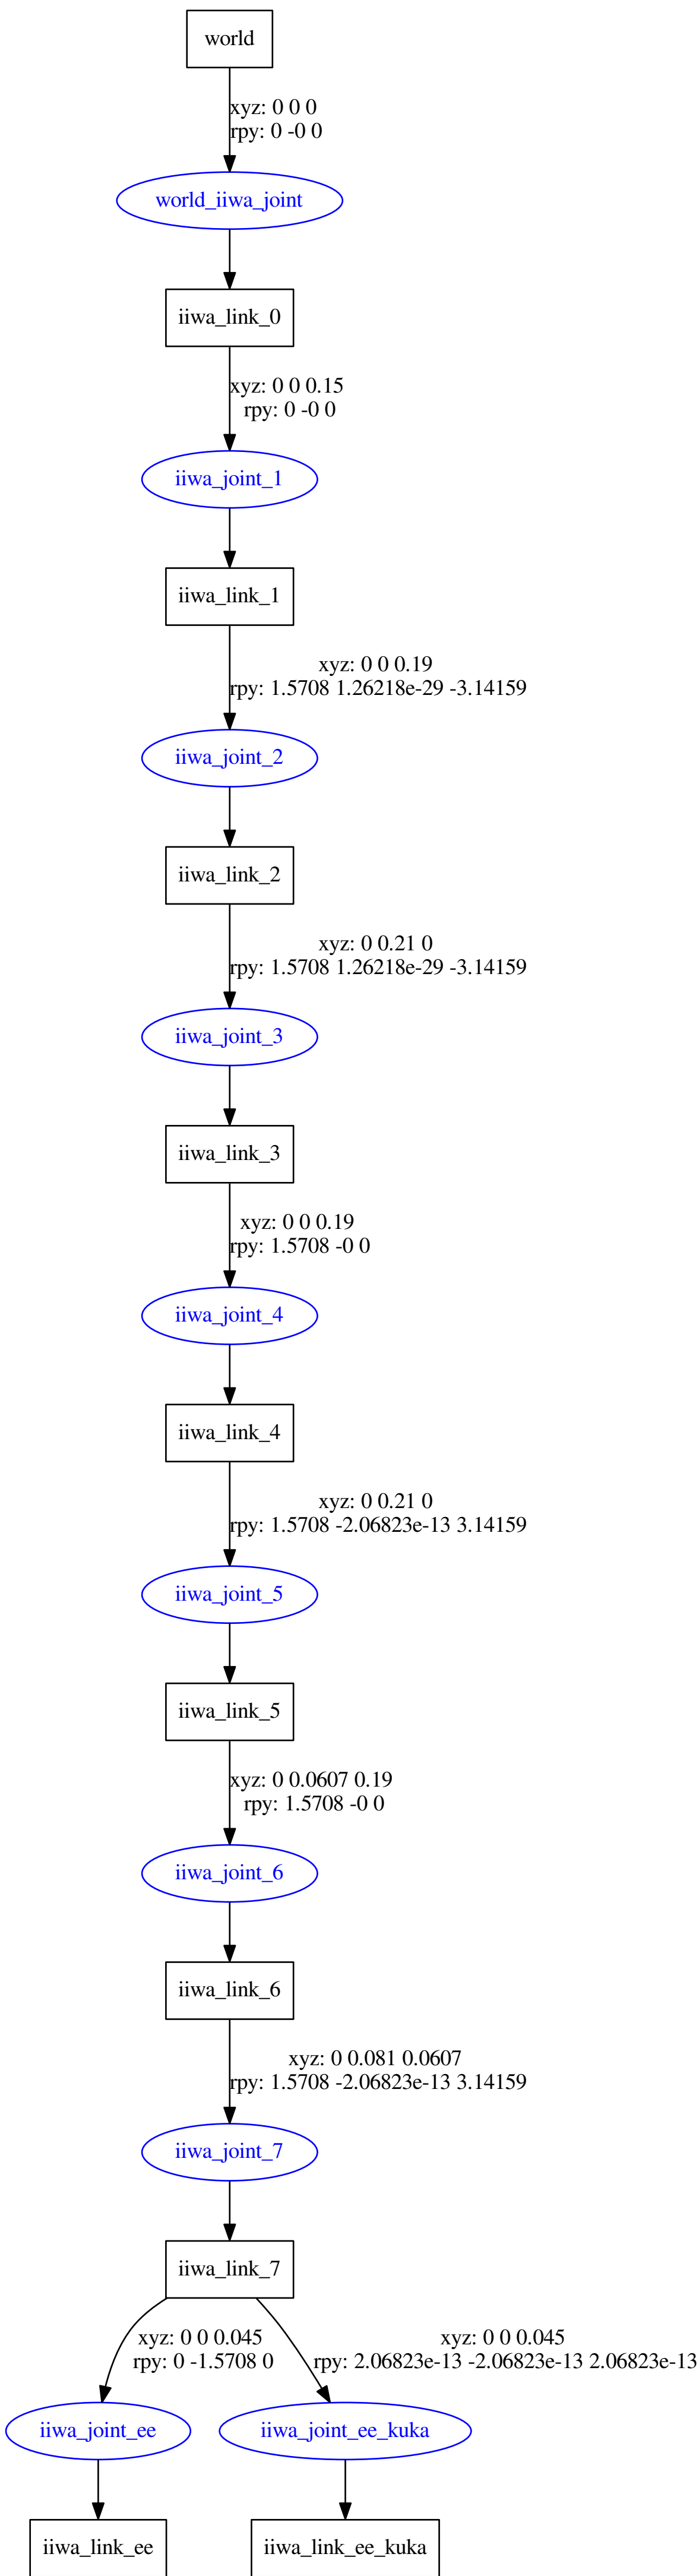 world
xyz: 0 0 0
rpy: 0 -0 0
world_iiwa_joint
iiwa_link_0
xyz: 0 0 0.15
rpy: 0 -0 0
iiwa_joint_1
iiwa_link_1
xyz: 0 0 0.19
rpy: 1.5708 1.26218e-29 -3.14159
iiwa_joint_2
iiwa_link_2
xyz: 0 0.21 0
rpy: 1.5708 1.26218e-29 -3.14159
iiwa_joint_3
iiwa_link_3
xyz: 0 0 0.19
rpy: 1.5708 -0 0
iiwa_joint_4
iiwa_link_4
xyz: 0 0.21 0
rpy: 1.5708 -2.06823e-13 3.14159
iiwa_joint_5
iiwa_link_5
xyz: 0 0.0607 0.19
rpy: 1.5708 -0 0
iiwa_joint_6
iiwa_link_6
xyz: 0 0.081 0.0607
rpy: 1.5708 -2.06823e-13 3.14159
iiwa_joint_7
iiwa_link_7
xyz: 0 0 0.045
rpy: 0 -1.5708 0
xyz: 0 0 0.045
rpy: 2.06823e-13 -2.06823e-13 2.06823e-13
iiwa_joint_ee
iiwa_joint_ee_kuka
iiwa_link_ee
iiwa_link_ee_kuka